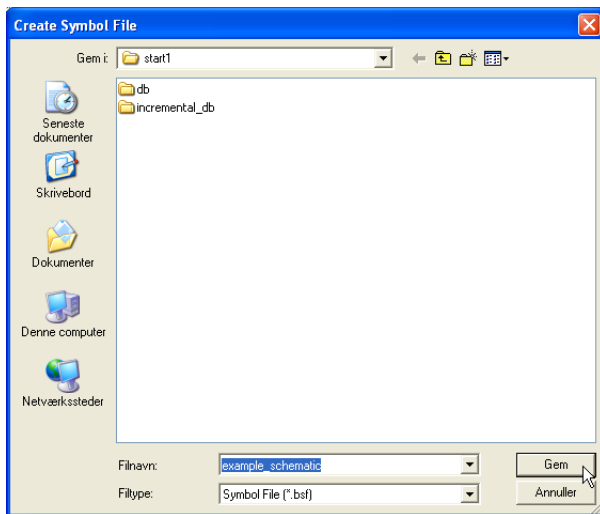 Create Symbol File
Gem i:
start1
db
incremental_db
Seneste
dokumenter
Skrivebord
Dokumenter
Denne computer
Netværkssteder
Filnavn:
example_schematic
Gem
Filtype:
Symbol File (*.bsf)
Annuller